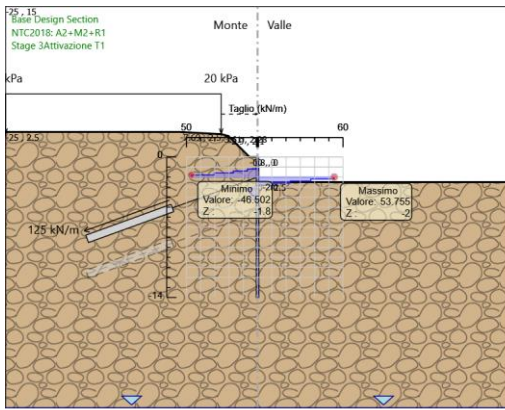 -25 , 15
Base Design Section
NTC2018: A2+M2+R1
Stage 3Attivazione T1
Monte
Valle
kPa
20 kPa
Taglio (kN/m)
50
60
-25 , 2.5
0
Minimo
Valore: -46.502
Z : -1.8
Massimo
Valore: 53.755
Z : -2
125 kN/m
-14